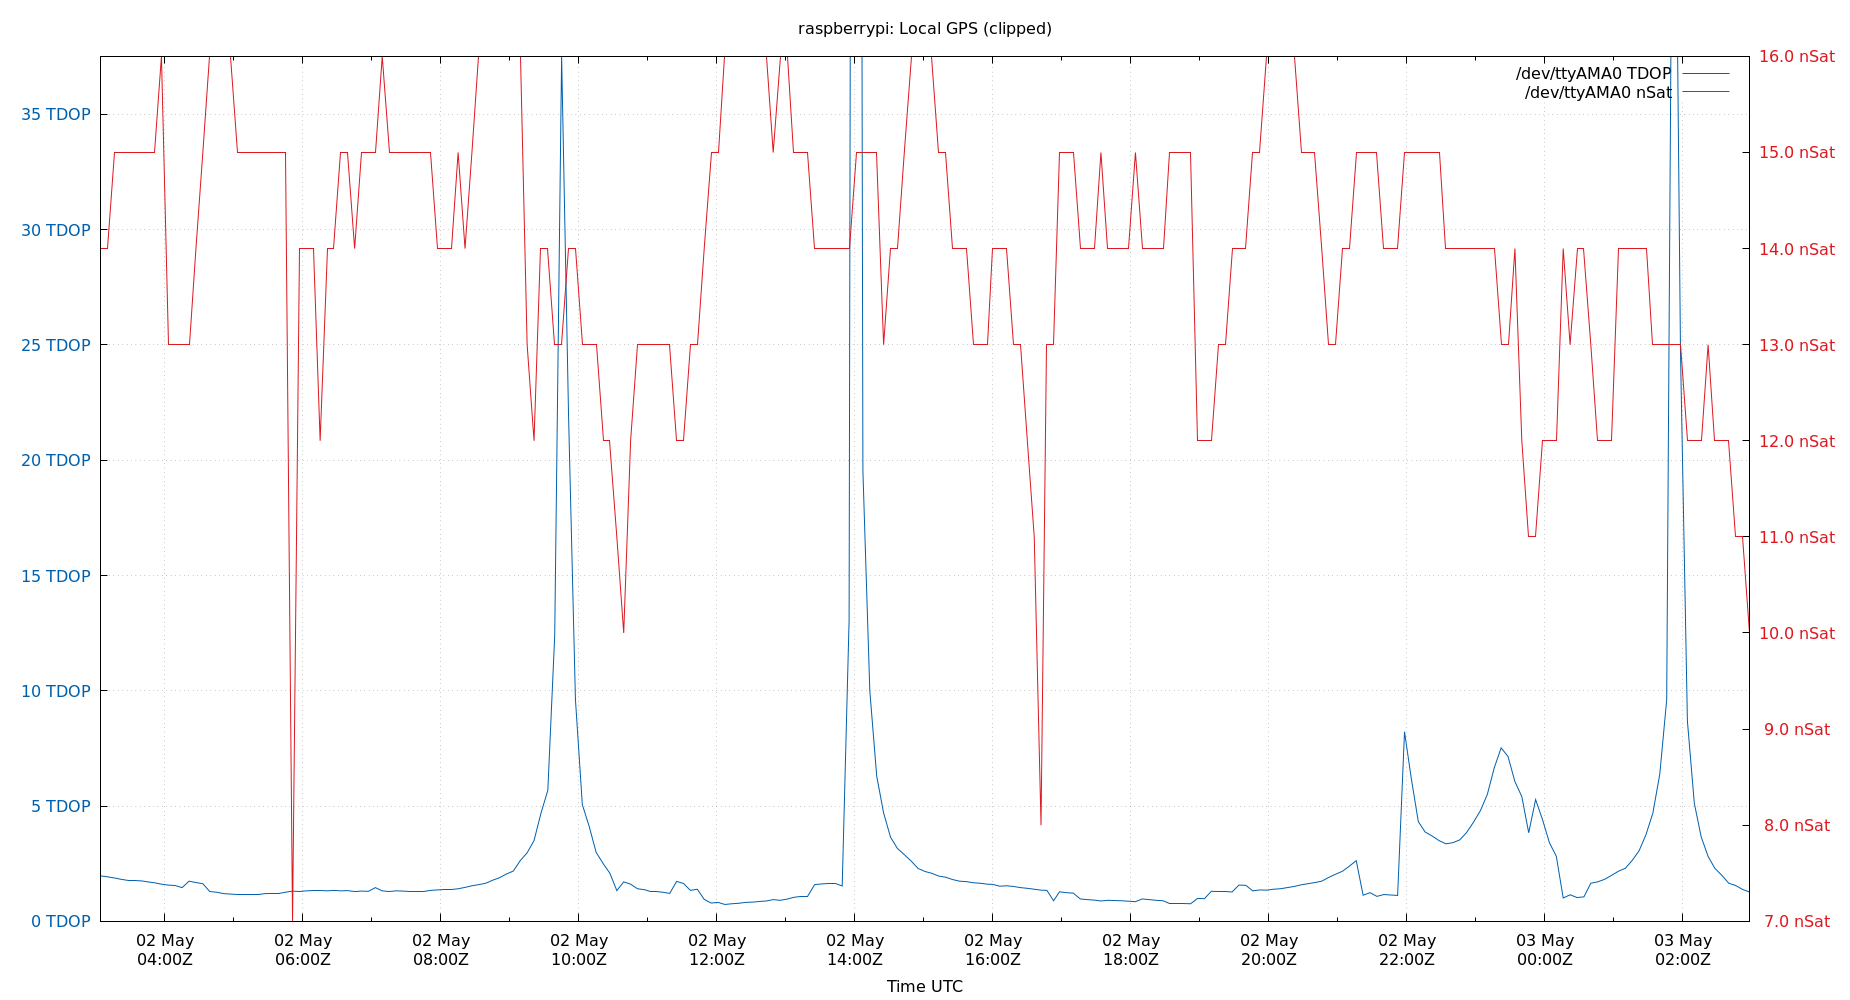 raspberrypi: Local GPS (clipped)
/dev/ttyAMA0 TDOP
/dev/ttyAMA0 nSat
35 TDOP
30 TDOP
25 TDOP
20 TDOP
15 TDOP
10 TDOP
5 TDOP
0 TDOP
16.0 nSat
15.0 nSat
14.0 nSat
13.0 nSat
12.0 nSat
11.0 nSat
10.0 nSat
9.0 nSat
8.0 nSat
7.0 nSat
02 May
04:00Z
02 May
06:00Z
02 May
08:00Z
02 May
10:00Z
02 May
12:00Z
02 May
14:00Z
02 May
16:00Z
02 May
18:00Z
02 May
20:00Z
02 May
22:00Z
03 May
00:00Z
03 May
02:00Z
Time UTC